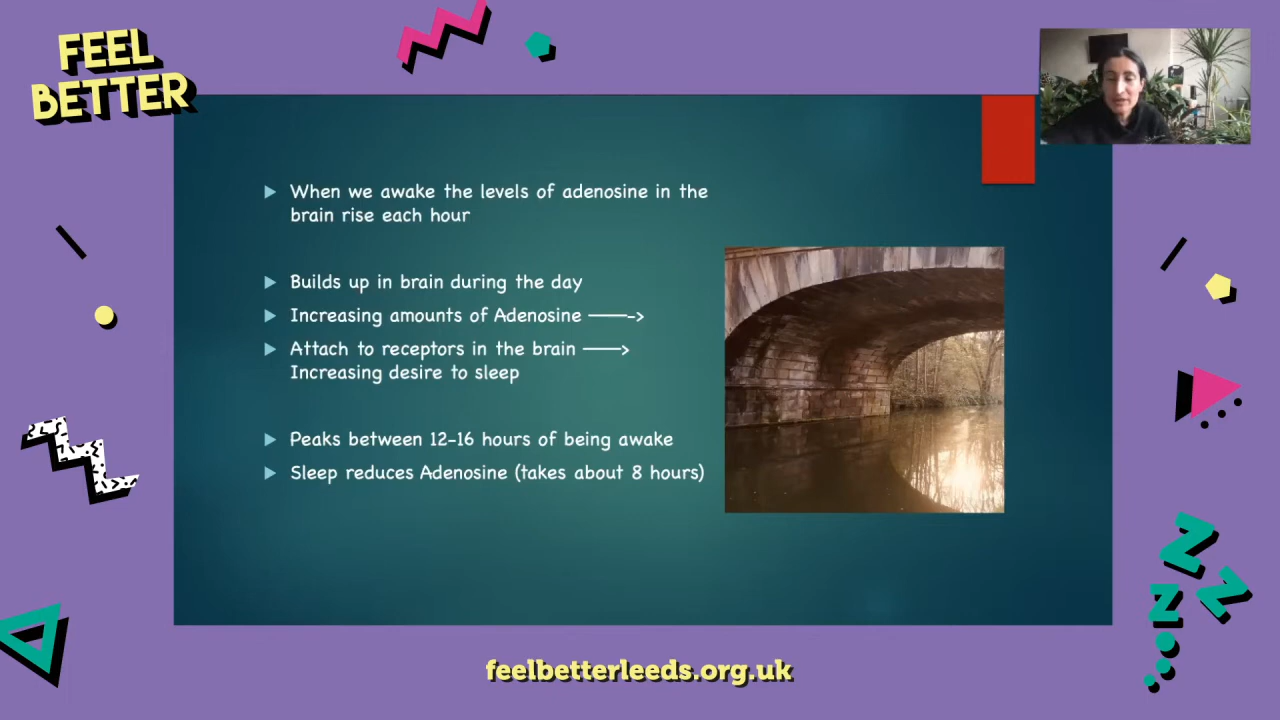 FEEL
BETTER
When we awake the levels of adenosine in the
brain rise each hour
Builds up in brain during the day
Increasing amounts of Adenosine ——–->
Attach to receptors in the brain ——–>
Increasing desire to sleep
Peaks between 12-16 hours of being awake
Sleep reduces Adenosine (takes about 8 hours)
Z
Z
Z
feelbetterleeds.org.uk